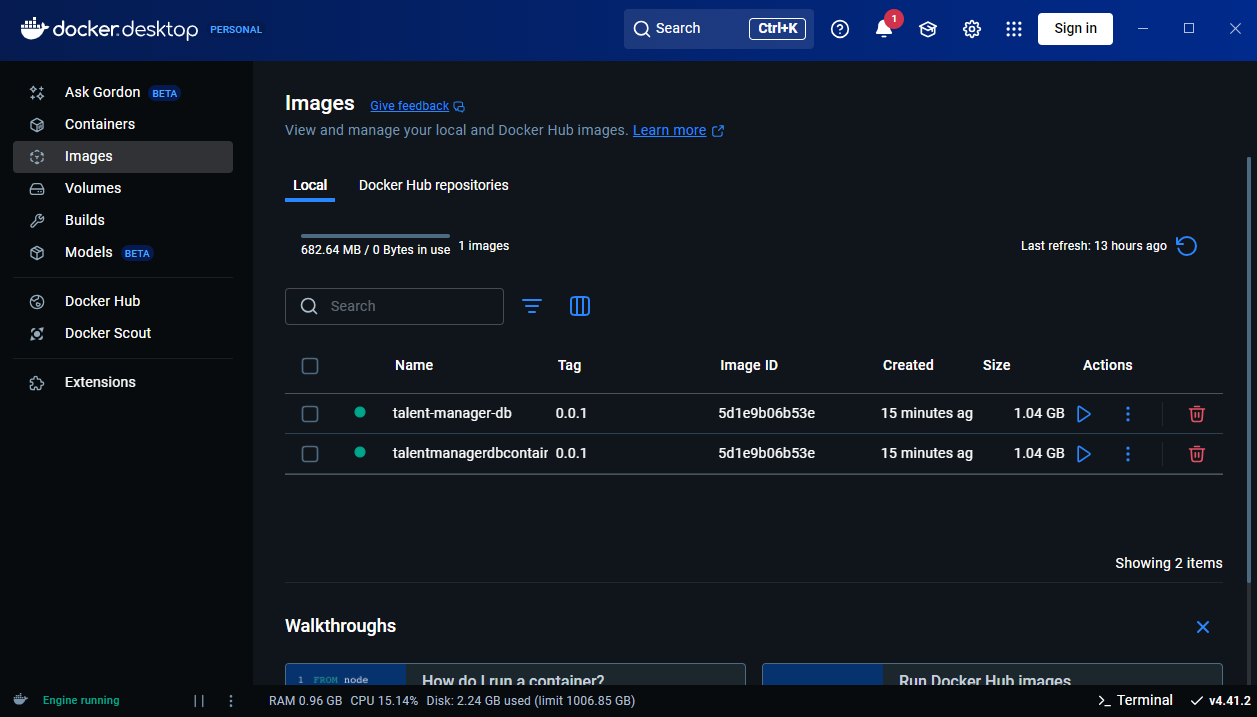 docker.desktop PERSONAL Search Ctrl+K 1 Sign in
Ask Gordon BETA
Containers
Images
Volumes
Builds
Models BETA
Docker Hub
Docker Scout
Extensions
Images Give feedback
View and manage your local and Docker Hub images. Learn more
Local Docker Hub repositories
682.64 MB / 0 Bytes in use 1 images Last refresh: 13 hours ago
Search
Name Tag Image ID Created Size Actions
talent-manager-db 0.0.1 5d1e9b06b53e 15 minutes ag 1.04 GB
talentmanagerdbcontair 0.0.1 5d1e9b06b53e 15 minutes ag 1.04 GB
Showing 2 items
Walkthroughs
1 FROM node How do I run a container? Run Docker Hub images
Engine running RAM 0.96 GB CPU 15.14% Disk: 2.24 GB used (limit 1006.85 GB) >_ Terminal v4.41.2